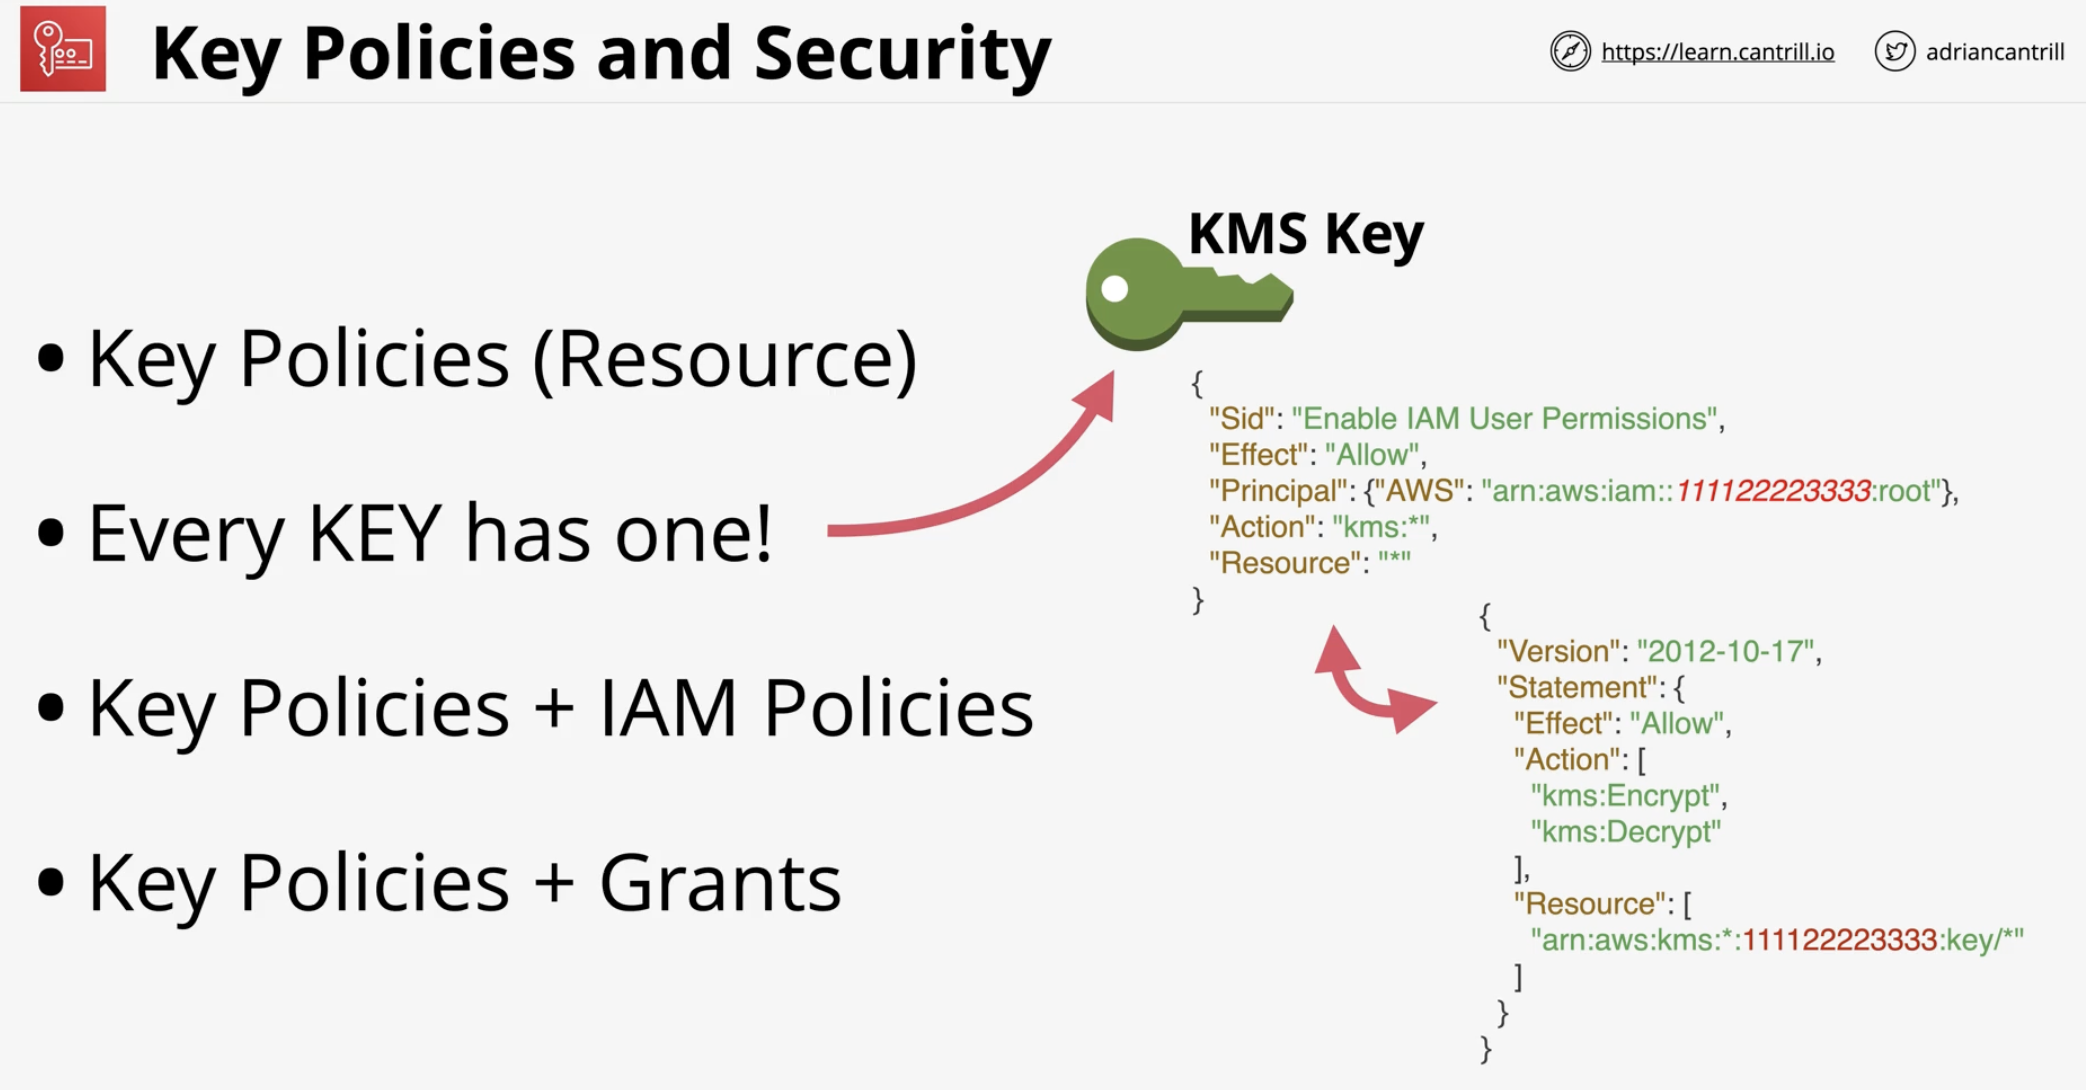 Key Policies and Security
https://learn.cantrill.io
adriancantrill
• Key Policies (Resource)
• Every KEY has one!
• Key Policies + IAM Policies
• Key Policies + Grants
KMS Key
{
"Sid": "Enable IAM User Permissions",
"Effect": "Allow",
"Principal": {"AWS": "arn:aws:iam::111122223333:root"},
"Action": "kms:*",
"Resource": "*"
}
{
"Version": "2012-10-17",
"Statement": {
"Effect": "Allow",
"Action": [
"kms:Encrypt",
"kms:Decrypt"
],
"Resource": [
"arn:aws:kms:*:111122223333:key/*"
]
}
}